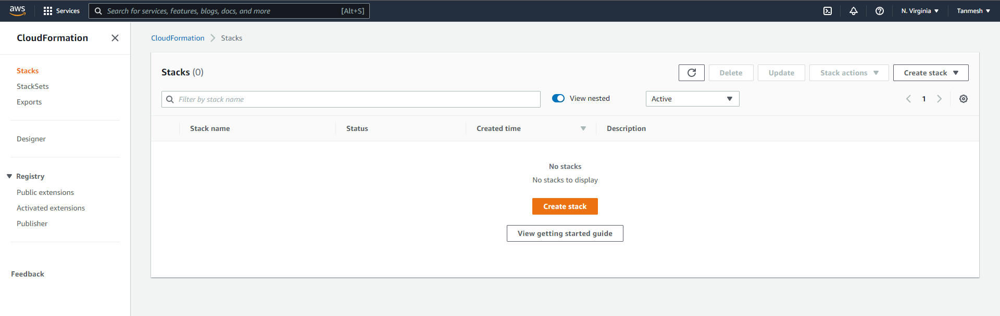 aws Services Search for services, features, blogs, docs, and more [Alt+S] N. Virginia Tanmesh
CloudFormation
Stacks
StackSets
Exports
Designer
Registry
Public extensions
Activated extensions
Publisher
Feedback
CloudFormation Stacks
Stacks (0) Delete Update Stack actions Create stack
Filter by stack name View nested Active 1
Stack name Status Created time Description
No stacks
No stacks to display
Create stack
View getting started guide